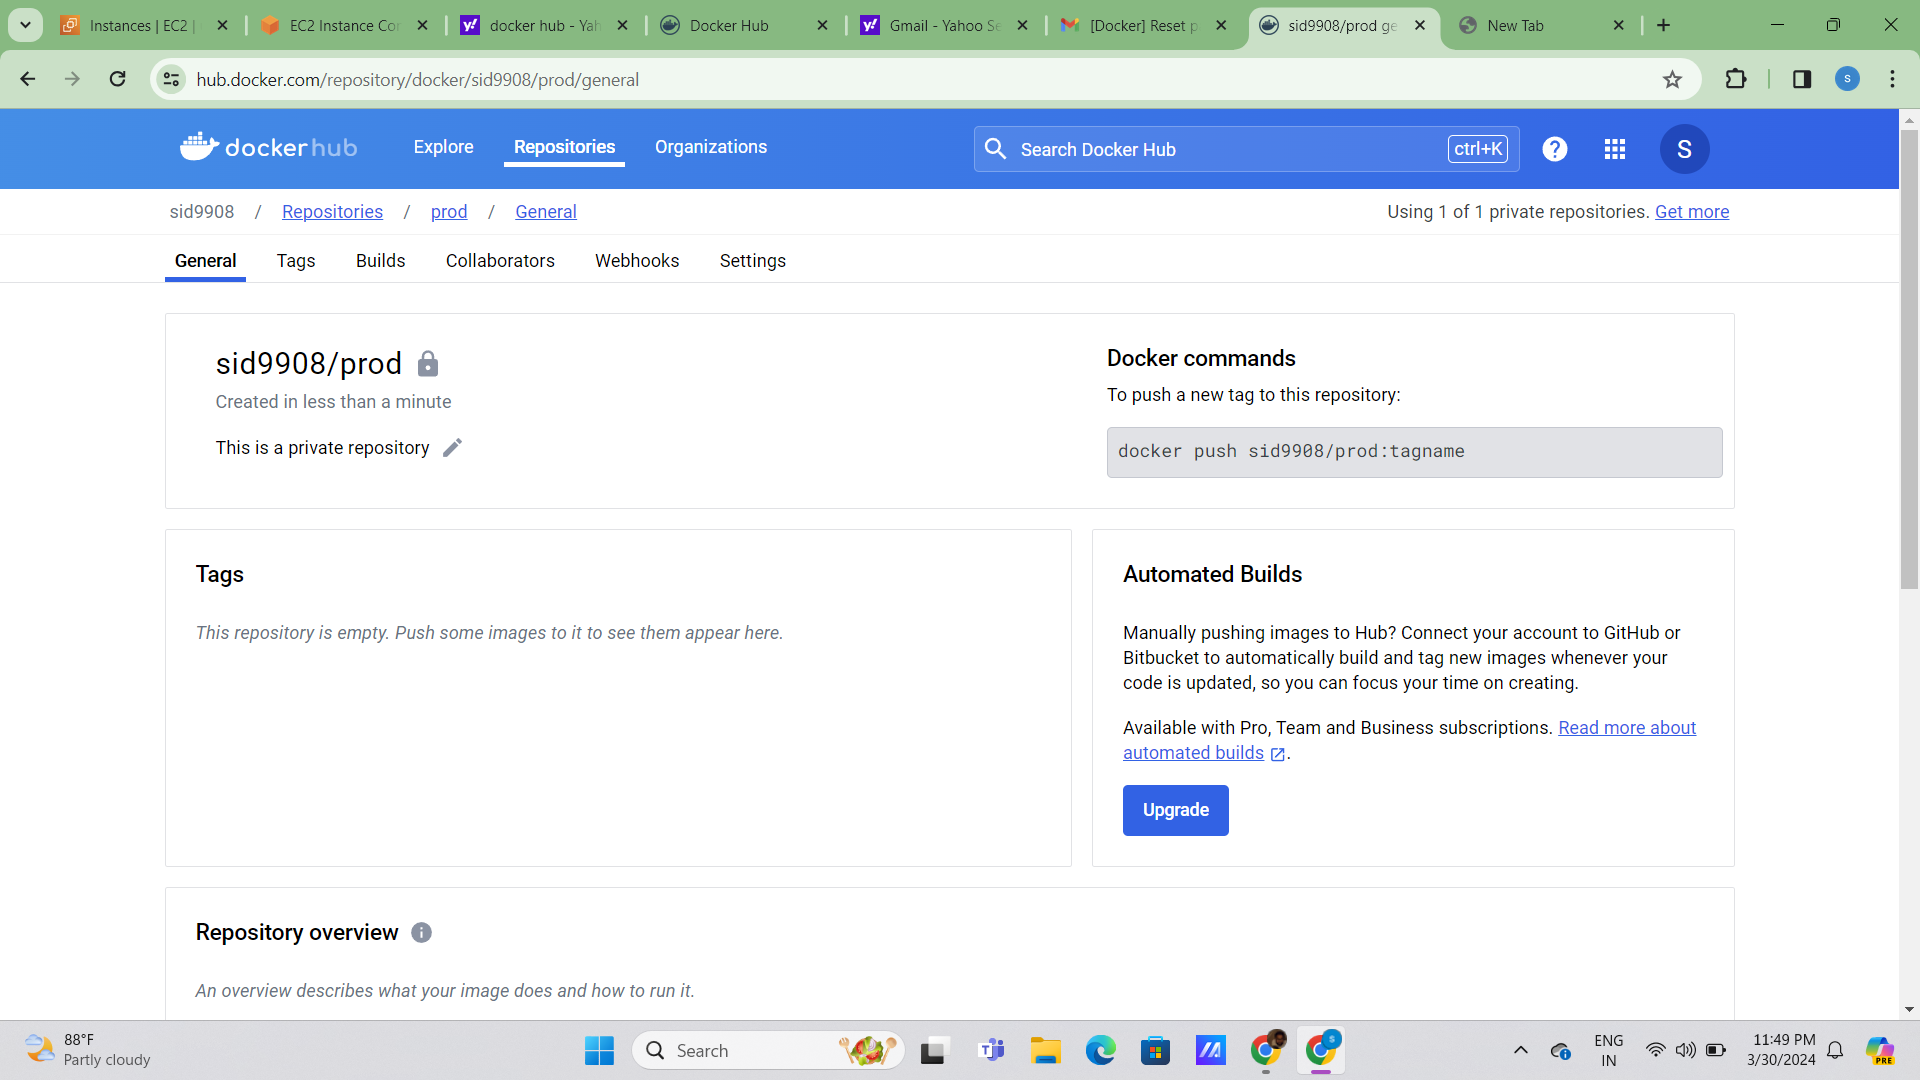 Instances | EC2 |
EC2 Instance Con
docker hub - Yah
Docker Hub
Gmail - Yahoo Se
[Docker] Reset p
sid9908/prod ge
New Tab
hub.docker.com/repository/docker/sid9908/prod/general
S
dockerhub
Explore
Repositories
Organizations
Search Docker Hub
ctrl+K
S
sid9908 / Repositories / prod / General
Using 1 of 1 private repositories. Get more
General
Tags
Builds
Collaborators
Webhooks
Settings
sid9908/prod
Created in less than a minute
This is a private repository
Docker commands
To push a new tag to this repository:
docker push sid9908/prod:tagname
Tags
This repository is empty. Push some images to it to see them appear here.
Automated Builds
Manually pushing images to Hub? Connect your account to GitHub or
Bitbucket to automatically build and tag new images whenever your
code is updated, so you can focus your time on creating.
Available with Pro, Team and Business subscriptions. Read more about
automated builds .
Upgrade
Repository overview
An overview describes what your image does and how to run it.
88°F
Partly cloudy
Search
S
ENG
IN
11:49 PM
3/30/2024
PRE